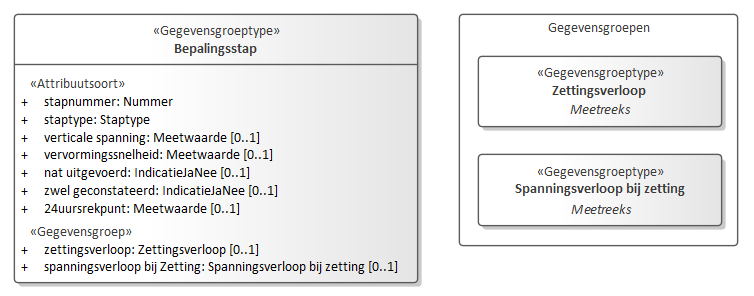 «Gegevensgroeptype»
Bepalingsstap
«Attribuutsoort»
+ stapnummer: Nummer
+ staptype: Staptype
+ verticale spanning: Meetwaarde [0..1]
+ vervormingssnelheid: Meetwaarde [0..1]
+ nat uitgevoerd: IndicatieJaNee [0..1]
+ zwel geconstateerd: IndicatieJaNee [0..1]
+ 24uursrekpunt: Meetwaarde [0..1]
«Gegevensgroep»
+ zettingsverloop: Zettingsverloop [0..1]
+ spanningsverloop bij Zetting: Spanningsverloop bij zetting [0..1]
Gegevensgroepen
«Gegevensgroeptype»
Zettingsverloop
Meetreeks
«Gegevensgroeptype»
Spanningsverloop bij zetting
Meetreeks